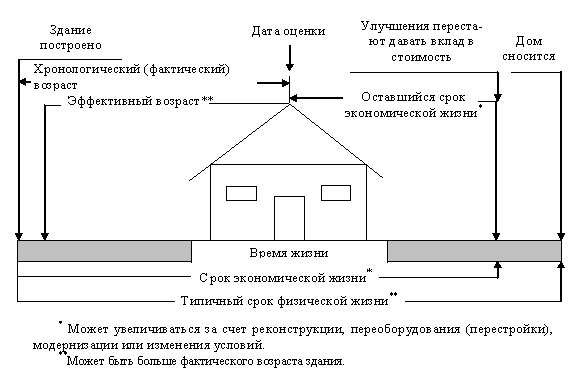 Здание
построено
Дата оценки
Улучшения переста-
ют давать вклад в
стоимость
Дом
сносится
Хронологический (фактический)
возраст
Эффективный возраст**
Оставшийся срок
экономической жизни*
Время жизни
Срок экономической жизни*
Типичный срок физической жизни**
* Может увеличиваться за счет реконструкции, переоборудования (перестройки),
модернизации или изменения условий.
**Может быть больше фактического возраста здания.